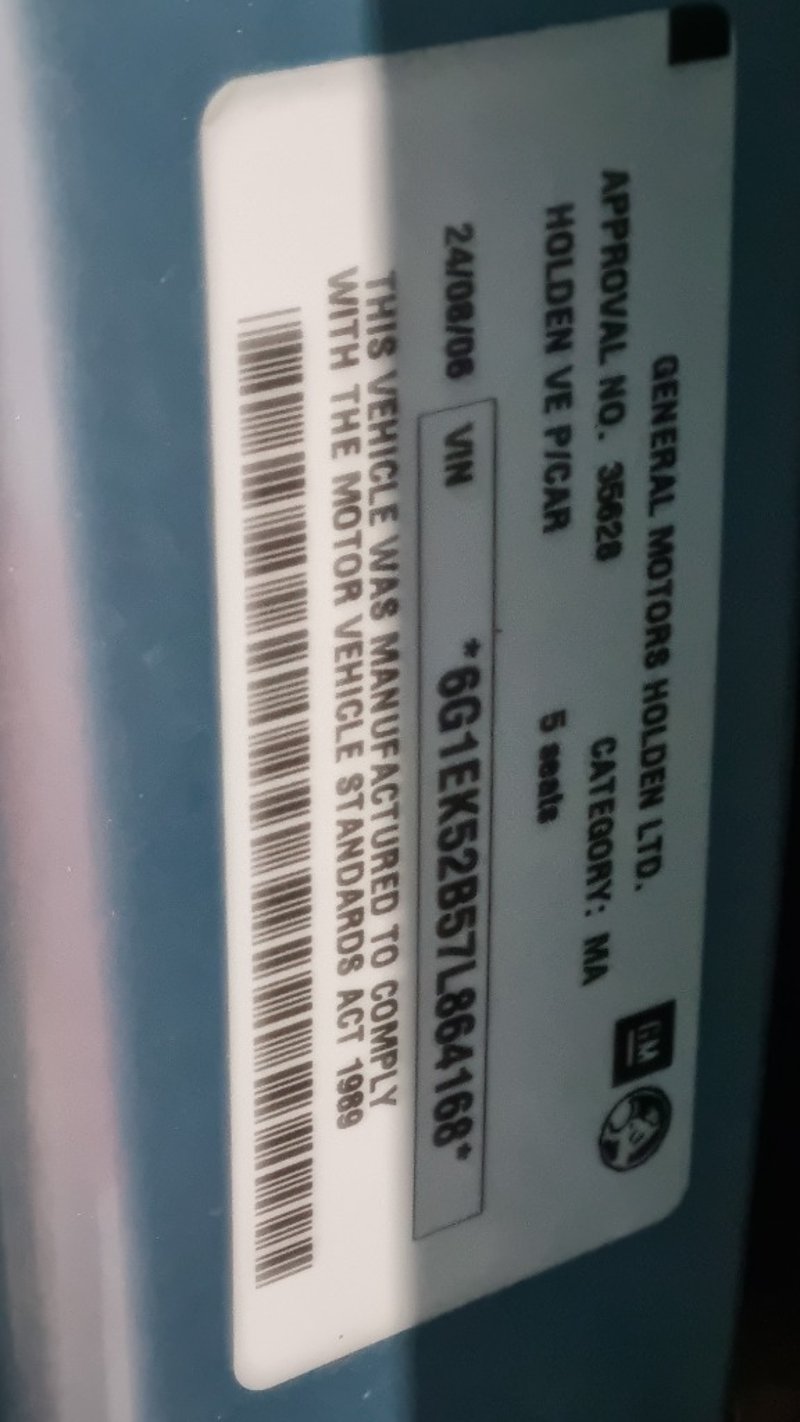 GENERAL MOTORS HOLDEN LTD.
GM
APPROVAL NO. 35628 CATEGORY: MA
HOLDEN VE P/CAR 5 seats
24/08/06 VIN *6G1EK52B57L864168*
THIS VEHICLE WAS MANUFACTURED TO COMPLY
WITH THE MOTOR VEHICLE STANDARDS ACT 1989